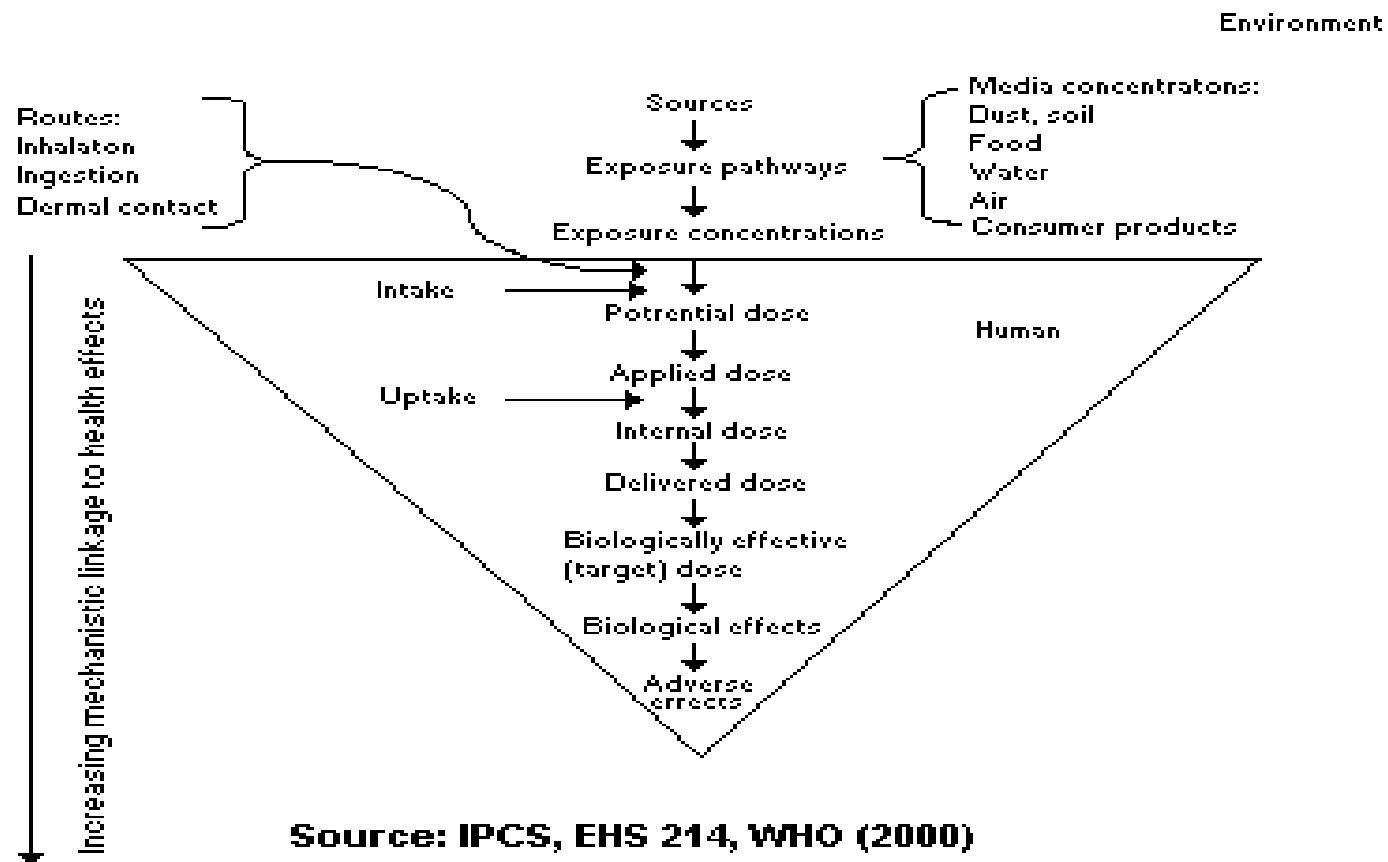 Environment
Routes:
Inhalaton
Ingestion
Dermal contact
Sources
Exposure pathways
Exposure concentrations
Media concentratons:
Dust, soil
Food
Water
Air
Consumer products
Intake
Potrential dose
Human
Applied dose
Uptake
Internal dose
Delivered dose
Biologically effective
(target) dose
Biological effects
Adverse
errects
Increasing mechanistic linkage to health effects
Source: IPCS, EHS 214, WHO (2000)